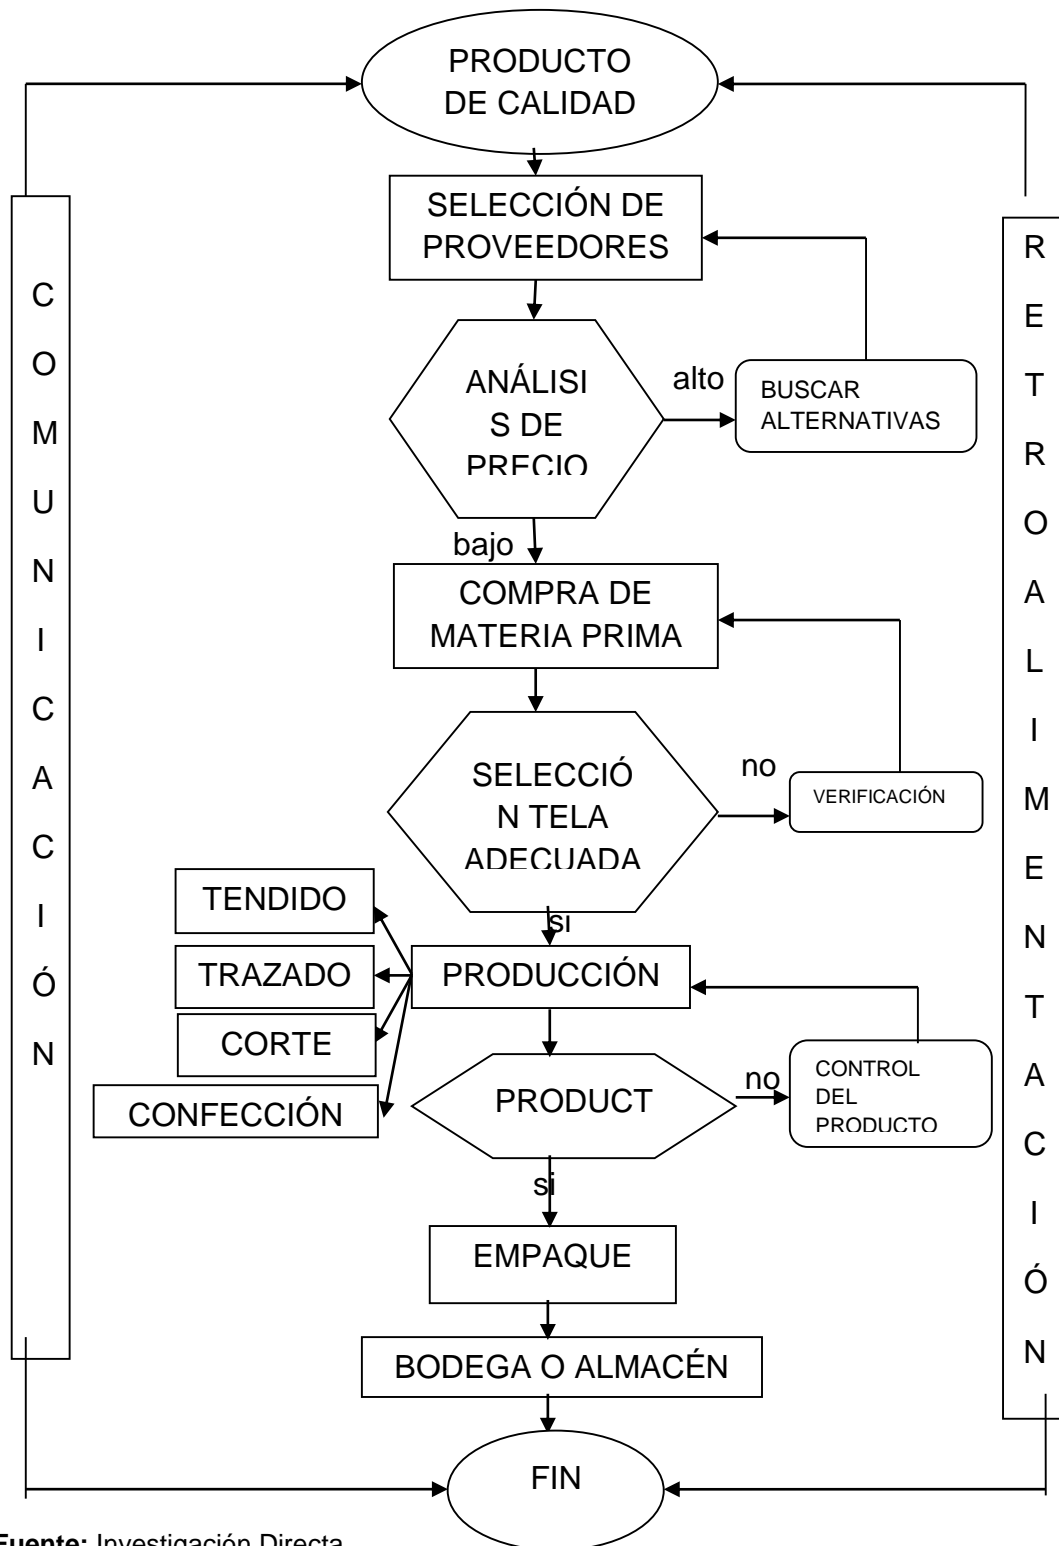 PRODUCTO
DE CALIDAD
SELECCIÓN DE
PROVEEDORES
ANÁLISI
S DE
PRECIO
alto
BUSCAR
ALTERNATIVAS
bajo
COMPRA DE
MATERIA PRIMA
SELECCIÓ
N TELA
ADECUADA
no
VERIFICACIÓN
si
TENDIDO
TRAZADO
CORTE
CONFECCIÓN
PRODUCCIÓN
PRODUCT
no
CONTROL
DEL
PRODUCTO
si
EMPAQUE
BODEGA O ALMACÉN
FIN
COMUNICACIÓN
RETROALIMENTACIÓN
Fuente: Investigación Directa